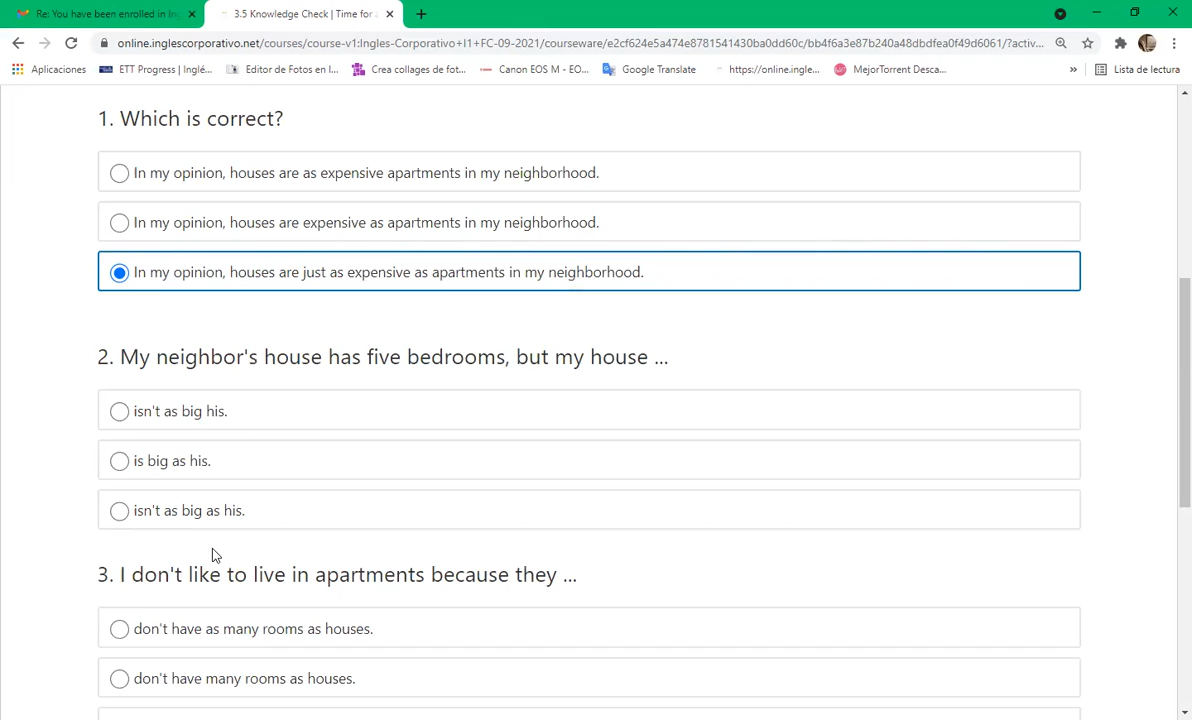 Re: You have been enrolled in In
3.5 Knowledge Check | Time for a
online.inglescorporativo.net/courses/course-v1:Ingles-Corporativo+I1+FC-09-2021/courseware/e2cf624e5a474e8781541430ba0dd60c/bb4f6a3e87b240a48dbdfea0f49d6061/?activ...
Aplicaciones
ETT Progress | Inglé...
Editor de Fotos en l...
Crea collages de fot...
Canon EOS M - EO...
Google Translate
https://online.ingle...
MejorTorrent Desca...
»
Lista de lectura
1. Which is correct?
In my opinion, houses are as expensive apartments in my neighborhood.
In my opinion, houses are expensive as apartments in my neighborhood.
In my opinion, houses are just as expensive as apartments in my neighborhood.
2. My neighbor's house has five bedrooms, but my house ...
isn't as big his.
is big as his.
isn't as big as his.
3. I don't like to live in apartments because they ...
don't have as many rooms as houses.
don't have many rooms as houses.